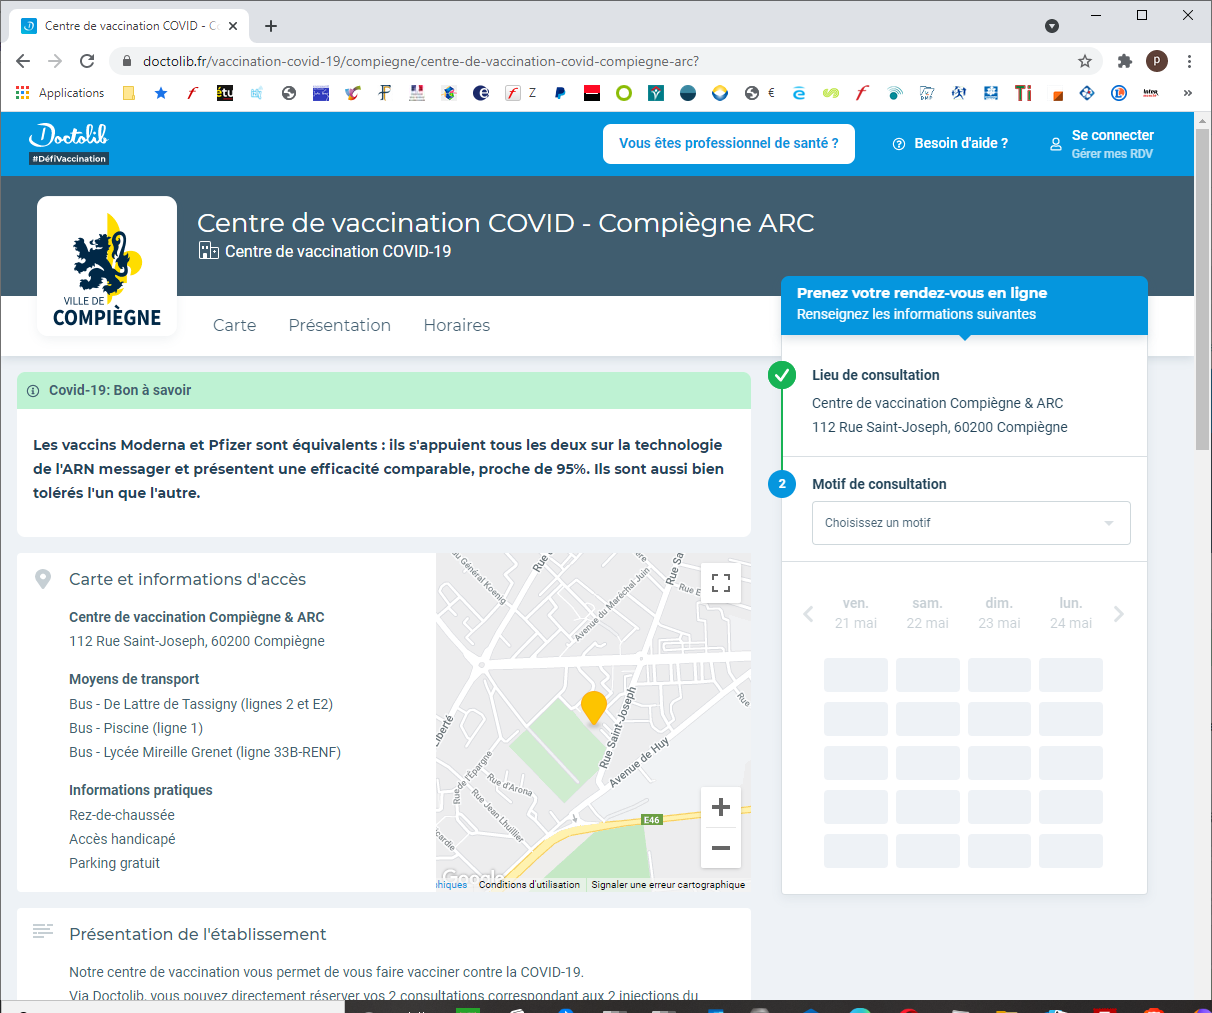 Centre de vaccination COVID - Co
doctolib.fr/vaccination-covid-19/compiegne/centre-de-vaccination-covid-compiegne-arc?
P
Applications
étu
Z
€
Doctolib
#DéfiVaccination
Vous êtes professionnel de santé ?
Besoin d'aide ?
Se connecter
Gérer mes RDV
VILLE DE
COMPIÈGNE
Centre de vaccination COVID - Compiègne ARC
Centre de vaccination COVID-19
Carte
Présentation
Horaires
Prenez votre rendez-vous en ligne
Renseignez les informations suivantes
Covid-19: Bon à savoir
Les vaccins Moderna et Pfizer sont équivalents : ils s'appuient tous les deux sur la technologie
de l'ARN messager et présentent une efficacité comparable, proche de 95%. Ils sont aussi bien
tolérés l'un que l'autre.
Lieu de consultation
Centre de vaccination Compiègne & ARC
112 Rue Saint-Joseph, 60200 Compiègne
2
Motif de consultation
Choisissez un motif
ven.
21 mai
sam.
22 mai
dim.
23 mai
lun.
24 mai
Carte et informations d'accès
Centre de vaccination Compiègne & ARC
112 Rue Saint-Joseph, 60200 Compiègne
Moyens de transport
Bus - De Lattre de Tassigny (lignes 2 et E2)
Bus - Piscine (ligne 1)
Bus - Lycée Mireille Grenet (ligne 33B-RENF)
Informations pratiques
Rez-de-chaussée
Accès handicapé
Parking gratuit
du Général Koenig
Rue
Rue Sa
Rue E
Avenue du Maréchal Juin
Rue Saint-Joseph
Rue
Avenue de Huy
iberté
Rue de l'Épargne
Rue d'Arona
Rue Jean Lhuillier
icardie
E46
Google
hiques
Conditions d'utilisation
Signaler une erreur cartographique
Présentation de l'établissement
Notre centre de vaccination vous permet de vous faire vacciner contre la COVID-19.
Via Doctolib, vous pouvez directement réserver vos 2 consultations correspondant aux 2 injections du